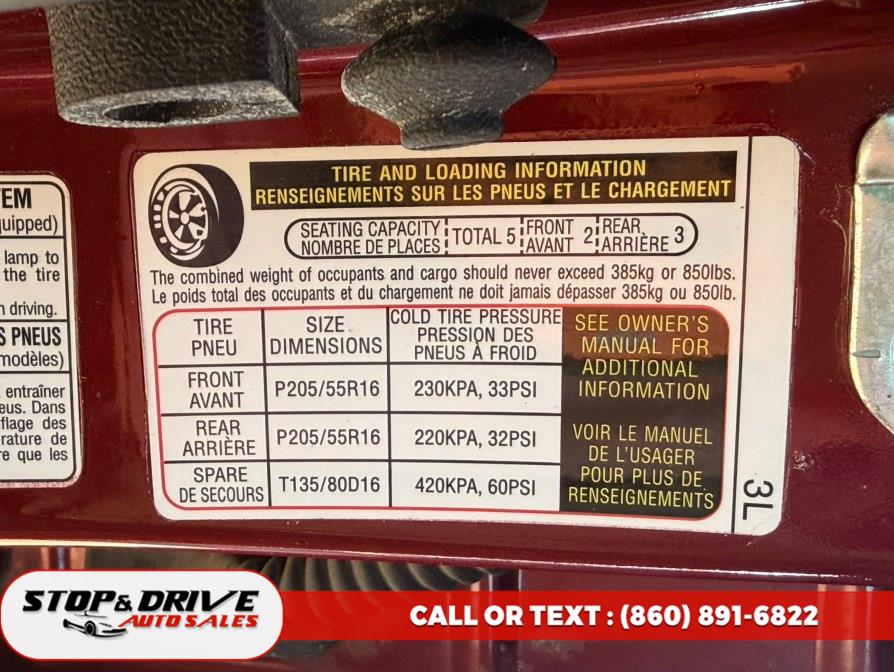 TEM
quipped)
lamp to
the tire
n driving.
S PNEUS
modèles)
entraîner
eus. Dans
flage des
rature de
re que les
TIRE AND LOADING INFORMATION
RENSEIGNEMENTS SUR LES PNEUS ET LE CHARGEMENT
SEATING CAPACITY TOTAL 5 FRONT 2 REAR 3
NOMBRE DE PLACES AVANT ARRIÈRE
The combined weight of occupants and cargo should never exceed 385kg or 850lbs.
Le poids total des occupants et du chargement ne doit jamais dépasser 385kg ou 850lb.
TIRE SIZE COLD TIRE PRESSURE
PNEU DIMENSIONS PRESSION DES
PNEUS À FROID
FRONT P205/55R16 230KPA, 33PSI
AVANT
REAR P205/55R16 220KPA, 32PSI
ARRIÈRE
SPARE T135/80D16 420KPA, 60PSI
DE SECOURS
SEE OWNER'S
MANUAL FOR
ADDITIONAL
INFORMATION
VOIR LE MANUEL
DE L'USAGER
POUR PLUS DE
RENSEIGNEMENTS
3L
STOP & DRIVE
AUTO SALES
CALL OR TEXT : (860) 891-6822